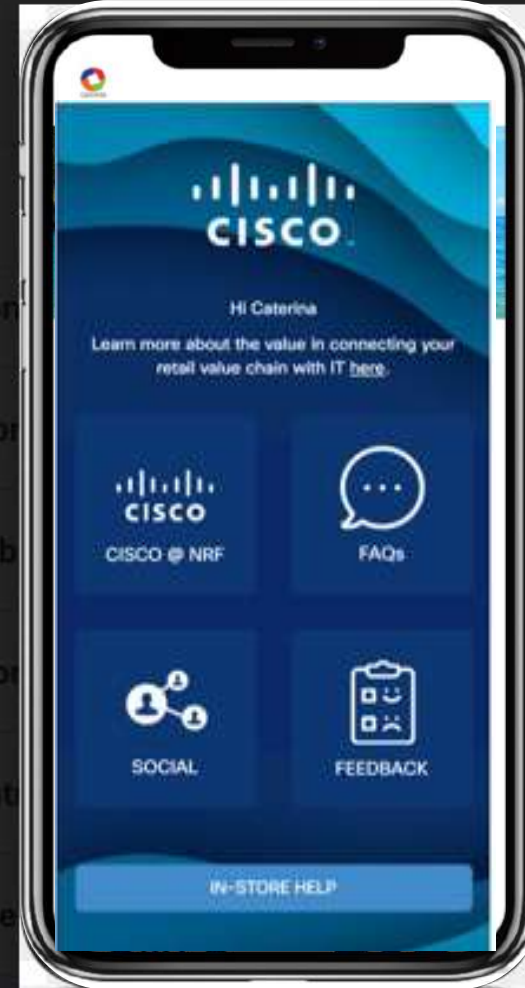 CISCO
Hi Caterina
Learn more about the value in connecting your
retail value chain with IT here.
CISCO
CISCO @ NRF
FAQs
SOCIAL
FEEDBACK
IN-STORE HELP